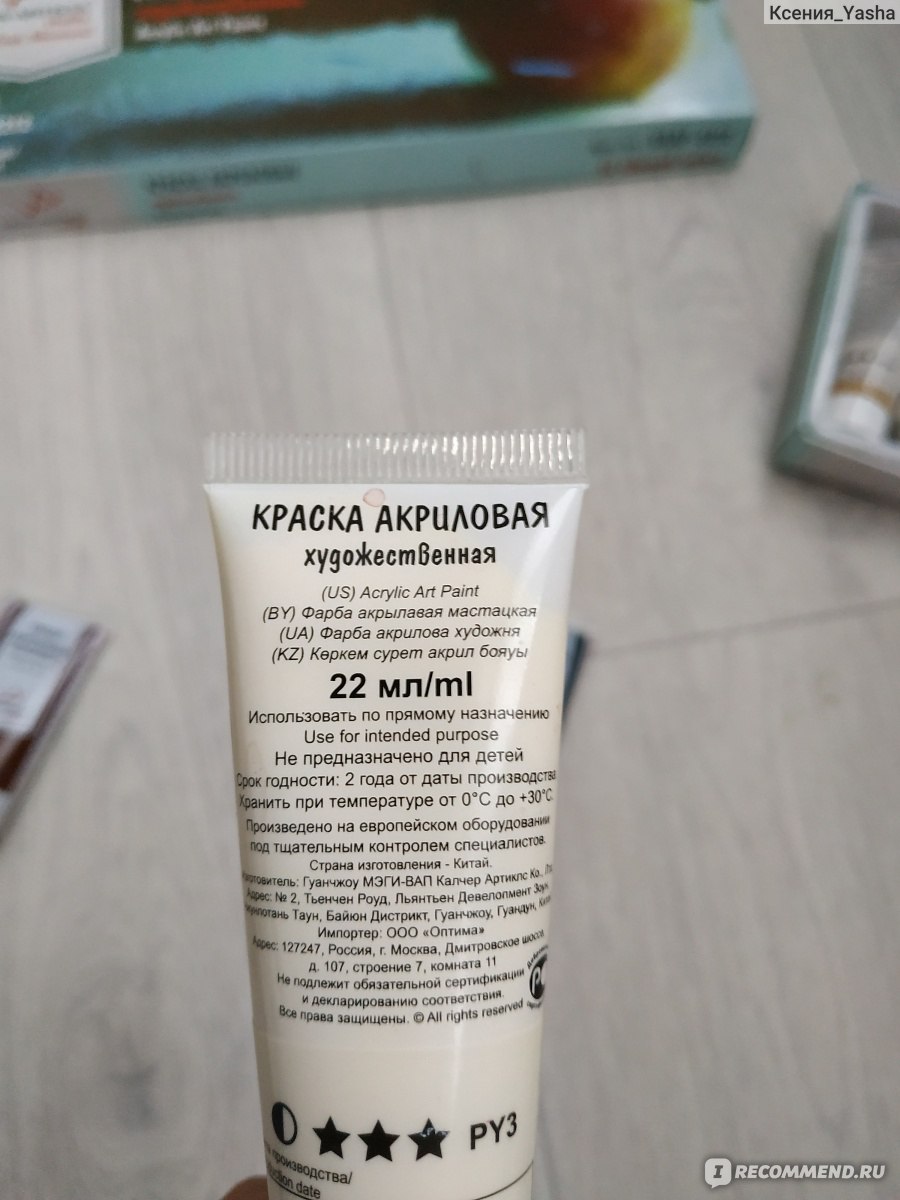 Ксения_Yasha
КРАСКА АКРИЛОВАЯ
художественная
(US) Acrylic Art Paint
(BY) Фарба акрылавая мастацкая
(UA) Фарба акрилова художня
(KZ) Көркем сурет акрил бояуы
22 мл/ml
Использовать по прямому назначению
Use for intended purpose
Не предназначено для детей
Срок годности: 2 года от даты производства
Хранить при температуре от 0°С до +30°С.
Произведено на европейском оборудовании
под тщательным контролем специалистов.
Страна изготовления - Китай.
Изготовитель: Гуанчжоу МЭГИ-ВАП Калчер Артиклс Ко.,
Адрес: № 2, Тьенчен Роуд, Льянтьен Девелопмент Зоун,
Таун, Байюн Дистрикт, Гуанчжоу, Гуандун,
Импортер: ООО «Оптима»
Адрес: 127247, Россия, г. Москва, Дмитровское шоссе,
д. 107, строение 7, комната 11
Не подлежит обязательной сертификации
и декларированию соответствия.
Все права защищены. © All rights reserved
PY3
производства/
date
IRECOMMEND.RU